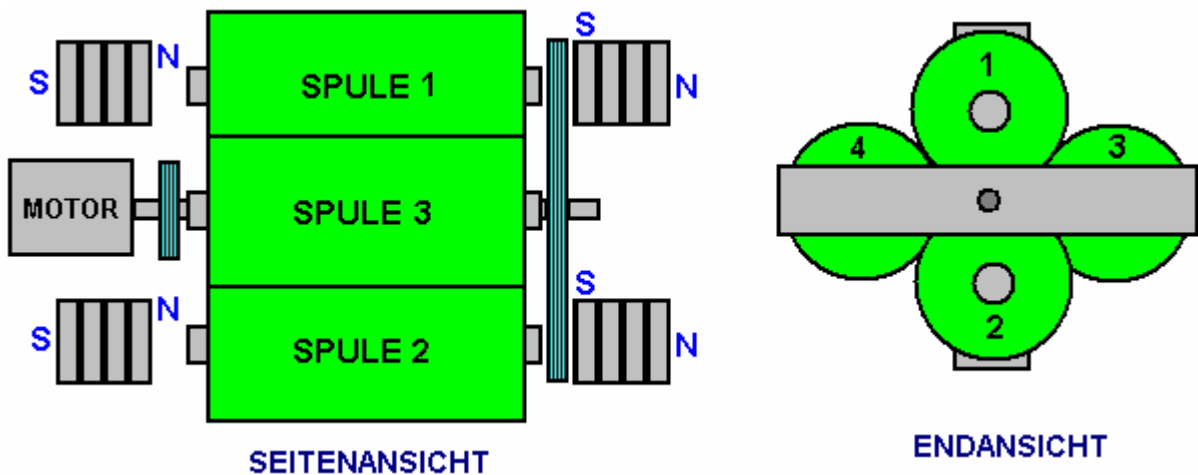 S
N
S
N
SPULE 1
MOTOR
SPULE 3
S
N
S
N
SPULE 2
SEITENANSICHT
1
4
3
2
ENDANSICHT